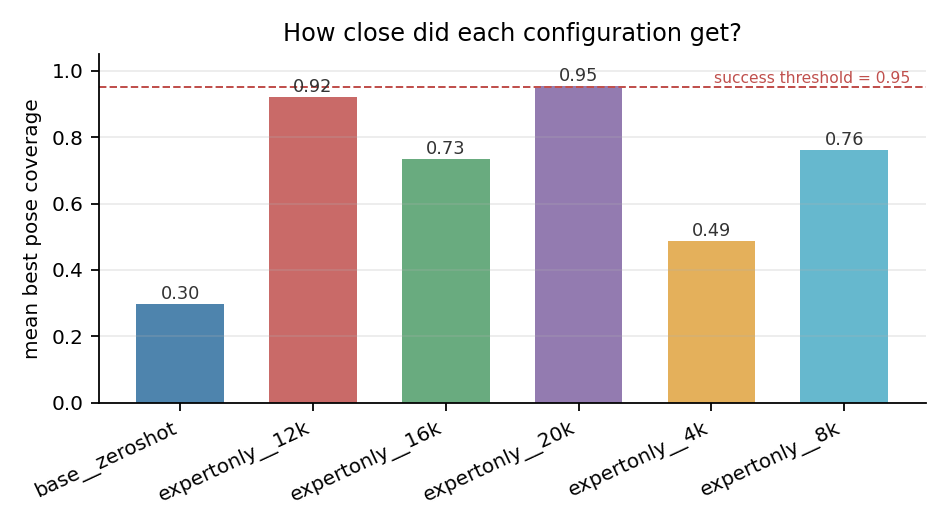 How close did each configuration get?
mean best pose coverage
1.0
0.8
0.6
0.4
0.2
0.0
success threshold = 0.95
0.30
0.92
0.73
0.95
0.49
0.76
base__zeroshot
expertonly__12k
expertonly__16k
expertonly__20k
expertonly__4k
expertonly__8k